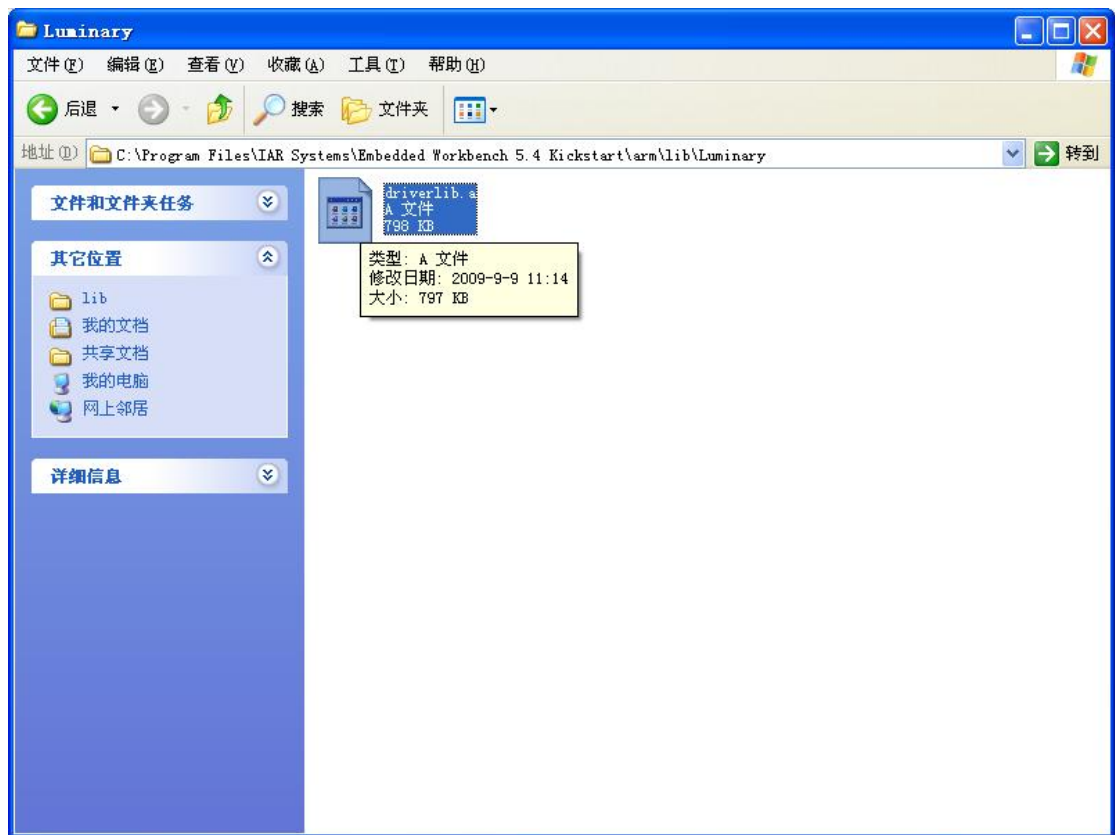 Luminary
文件(F) 编辑(E) 查看(V) 收藏(A) 工具(T) 帮助(H)
后退 搜索 文件夹
地址(D) C:\Program Files\IAR Systems\Embedded Workbench 5.4 Kickstart\arm\lib\Luminary 转到
文件和文件夹任务
其它位置
lib
我的文档
共享文档
我的电脑
网上邻居
详细信息
driverlib.a
A 文件
798 KB
类型: A 文件
修改日期: 2009-9-9 11:14
大小: 797 KB